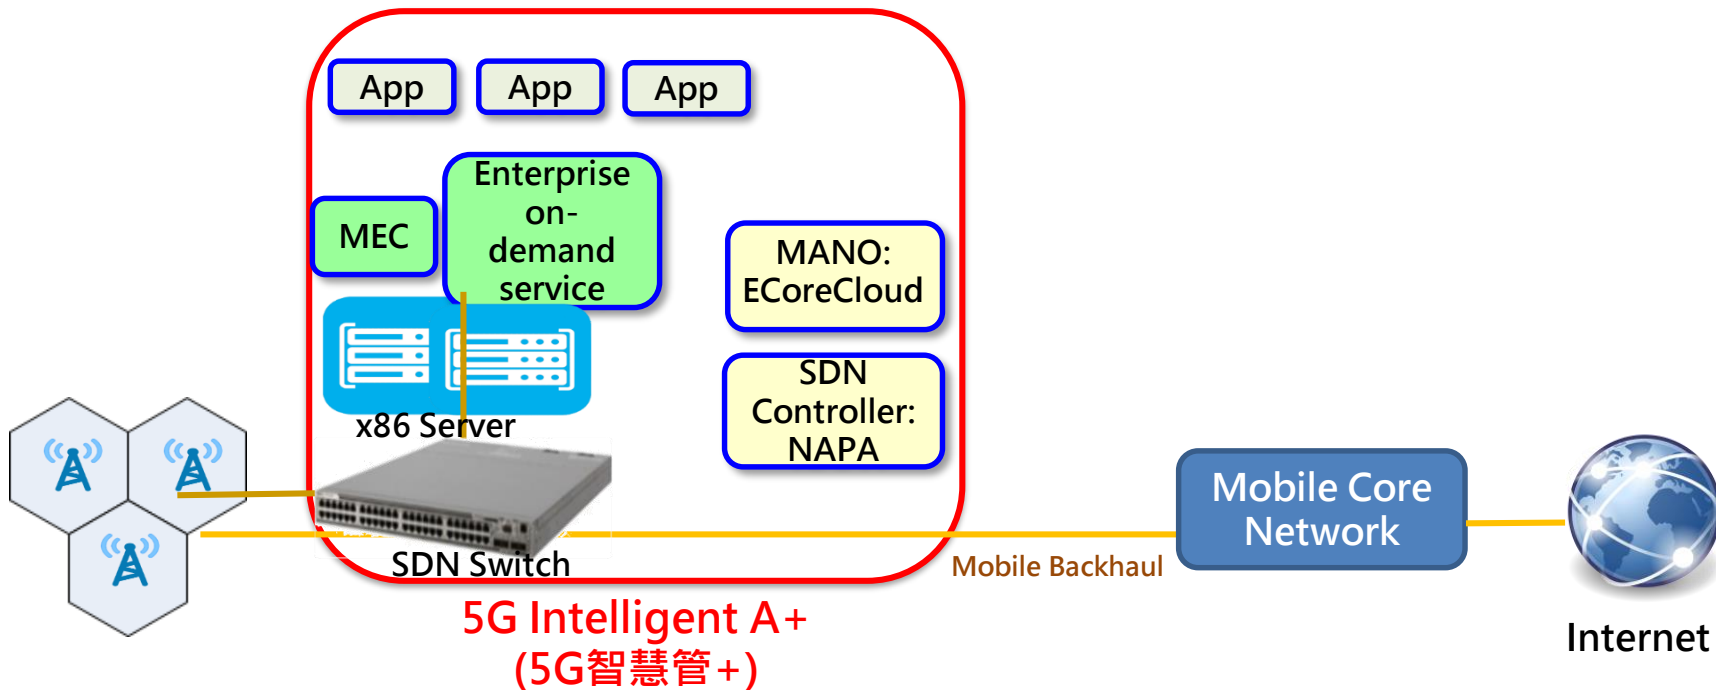 App
App
App
Enterprise
on-
demand
service
MEC
MANO:
ECoreCloud
SDN
Controller:
NAPA
x86 Server
SDN Switch
Mobile Backhaul
Mobile Core
Network
Internet
5G Intelligent A+
(5G智慧管+)